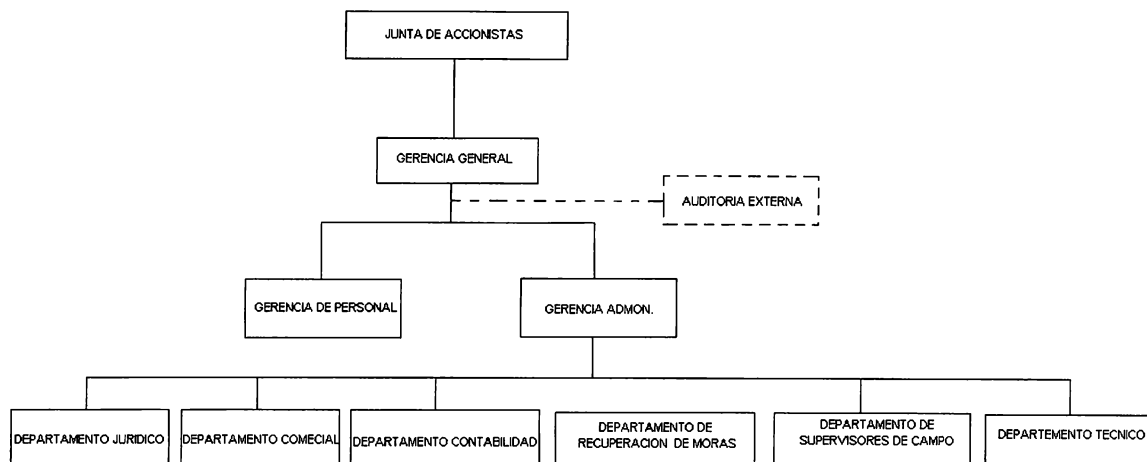 JUNTA DE ACCIONISTAS
GERENCIA GENERAL
AUDITORIA EXTERNA
GERENCIA DE PERSONAL
GERENCIA ADMON.
DEPARTAMENTO JURIDICO
DEPARTAMENTO COMECIAL
DEPARTAMENTO CONTABILIDAD
DEPARTAMENTO DE
RECUPERACION DE MORAS
DEPARTAMENTO DE
SUPERVISORES DE CAMPO
DEPARTEMENTO TECNICO